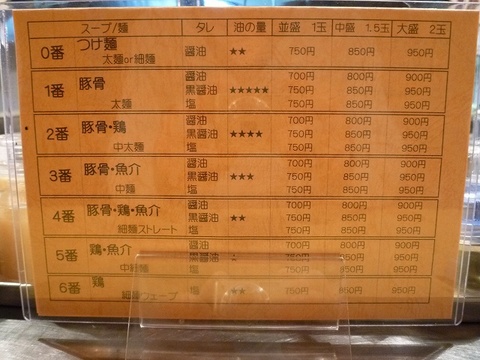 スープ/麺 タレ 油の量 並盛 1玉 中盛 1.5玉 大盛 2玉
0番 つけ麺 醤油 ★★ 750円 850円 950円
太麺or細麺
醤油 700円 800円 900円
1番 豚骨 黒醤油 ★★★★★ 750円 850円 950円
太麺 塩 750円 850円 950円
醤油 700円 800円 900円
2番 豚骨・鶏 黒醤油 ★★★★ 750円 850円 950円
中太麺 塩 750円 850円 950円
醤油 700円 800円 900円
3番 豚骨・魚介 黒醤油 ★★★ 750円 850円 950円
中麺 塩 750円 850円 950円
醤油 700円 800円 900円
4番 豚骨・鶏・魚介 黒醤油 ★★ 750円 850円 950円
細麺ストレート 塩 750円 850円 950円
醤油 700円 800円 900円
5番 鶏・魚介 黒醤油 750円 850円 950円
塩 750円 850円 950円
6番 鶏 塩 ★★ 750円 850円 950円
細麺ウェーブ